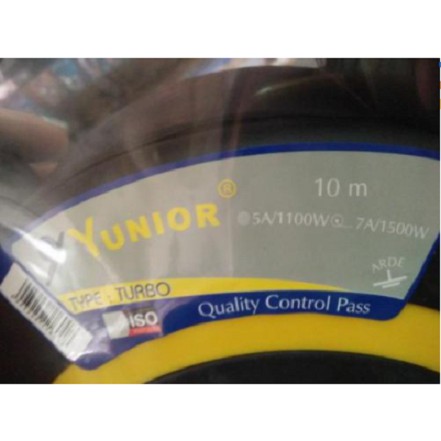 YUNIOR ®
10 m
5A/1100W 7A/1500W
ARDE
TYPE : TURBO
ISO
Quality Control Pass